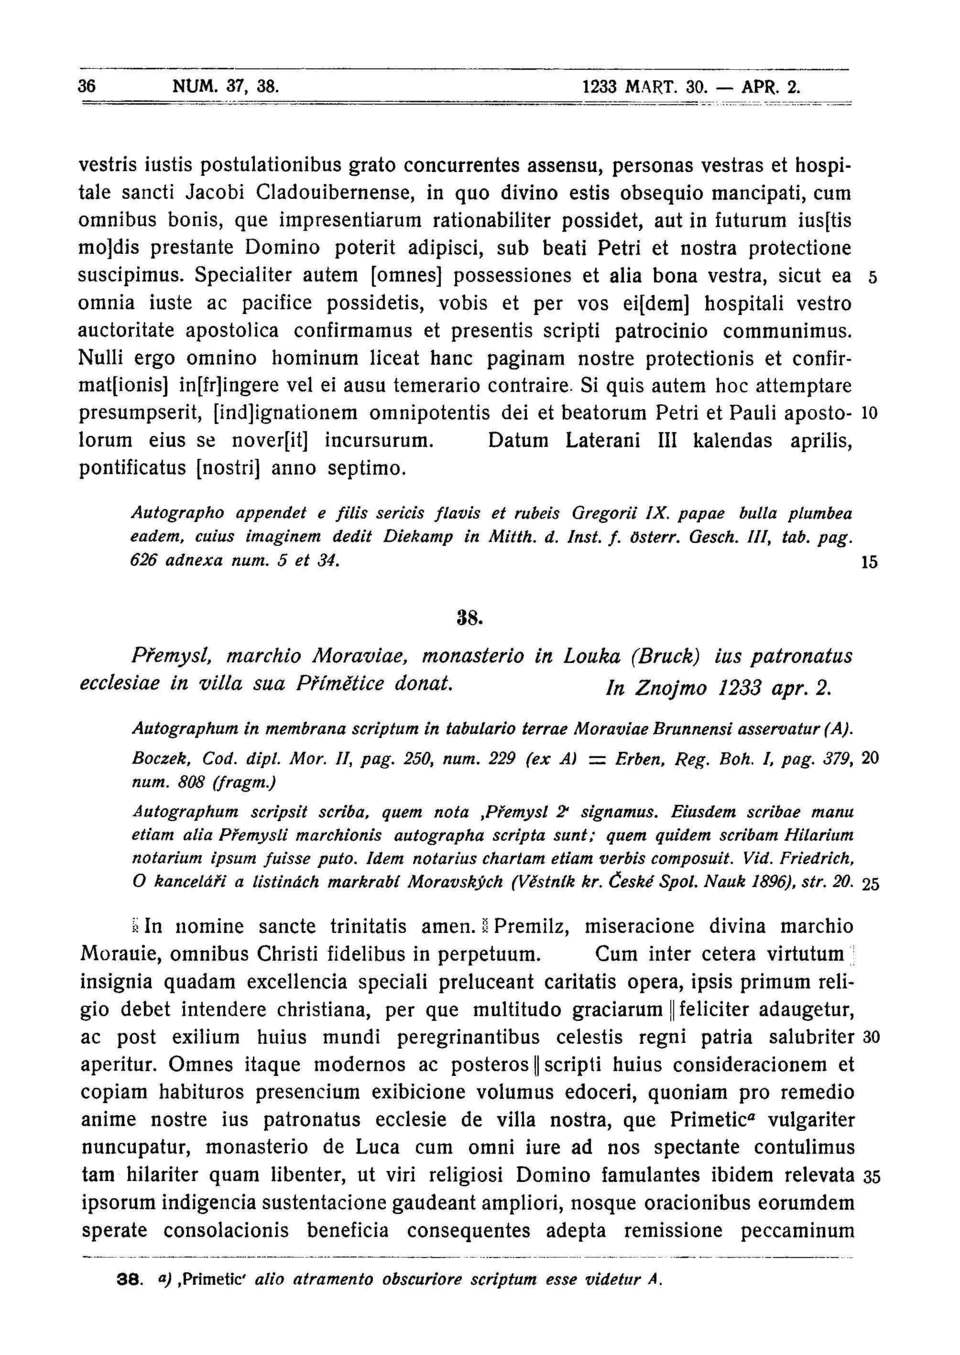 36 NUM. 37, 38. 1233 MART. 30. — APR. 2.
vestris iustis postulationibus grato concurrentes assensu, personas vestras et hospi-
tale sancti Jacobi Cladouibernense, in quo divino estis obsequio mancipati, cum
omnibus bonis, que impresentiarum rationabiliter possidet, aut in futurum ius[tis
mo]dis prestante Domino poterit adipisci, sub beati Petri et nostra protectione
suscipimus. Specialiter autem [omnes] possessiones et alia bona vestra, sicut ea 5
omnia iuste ac pacifice possidetis, vobis et per vos ei[dem] hospitali vestro
auctoritate apostolica confirmamus et presentis scripti patrocinio communimus.
Nulli ergo omnino hominum liceat hanc paginam nostre protectionis et confir-
mat[ionis] in[fr]ingere vel ei ausu temerario contraire. Si quis autem hoc attemptare
presumpserit, [ind]ignationem omnipotentis dei et beatorum Petri et Pauli aposto- 10
lorum eius se nover[it] incursurum. Datum Laterani III kalendas aprilis,
pontificatus [nostri] anno septimo.
Autographo appendet e filis sericis flavis et rubeis Gregorii IX. papae bulla plumbea
eadem, cuius imaginem dedit Diekamp in Mitth. d. Inst. f. österr. Gesch. III, tab. pag.
626 adnexa num. 5 et 34. 15
38.
Přemysl, marchio Moraviae, monasterio in Louka (Bruck) ius patronatus
ecclesiae in villa sua Přímětice donat. In Znojmo 1233 apr. 2.
Autographum in membrana scriptum in tabulario terrae Moraviae Brunnensi asservatur (A).
Boczek, Cod. dipl. Mor. II, pag. 250, num. 229 (ex A) = Erben, Reg. Boh. I, pag. 379, 20
num. 808 (fragm.)
Autographum scripsit scriba, quem nota ‚Přemysl 2‘ signamus. Eiusdem scribae manu
etiam alia Přemysli marchionis autographa scripta sunt; quem quidem scribam Hilarium
notarium ipsum fuisse puto. Idem notarius chartam etiam verbis composuit. Vid. Friedrich,
O kanceláři a listinách markrabí Moravských (Věstník kr. České Spol. Nauk 1896), str. 20. 25
In nomine sancte trinitatis amen. Premilz, miseracione divina marchio
Morauie, omnibus Christi fidelibus in perpetuum. Cum inter cetera virtutum
insignia quadam excellencia speciali preluceant caritatis opera, ipsis primum reli-
gio debet intendere christiana, per que multitudo graciarum || feliciter adaugetur,
ac post exilium huius mundi peregrinantibus celestis regni patria salubriter 30
aperitur. Omnes itaque modernos ac posteros || scripti huius consideracionem et
copiam habituros presencium exibicione volumus edoceri, quoniam pro remedio
anime nostre ius patronatus ecclesie de villa nostra, que Primetic<sup>a</sup> vulgariter
nuncupatur, monasterio de Luca cum omni iure ad nos spectante contulimus
tam hilariter quam libenter, ut viri religiosi Domino famulantes ibidem relevata 35
ipsorum indigencia sustentacione gaudeant ampliori, nosque oracionibus eorumdem
sperate consolacionis beneficia consequentes adepta remissione peccaminum
38. a) ‚Primetic‘ alio atramento obscuriore scriptum esse videtur A.